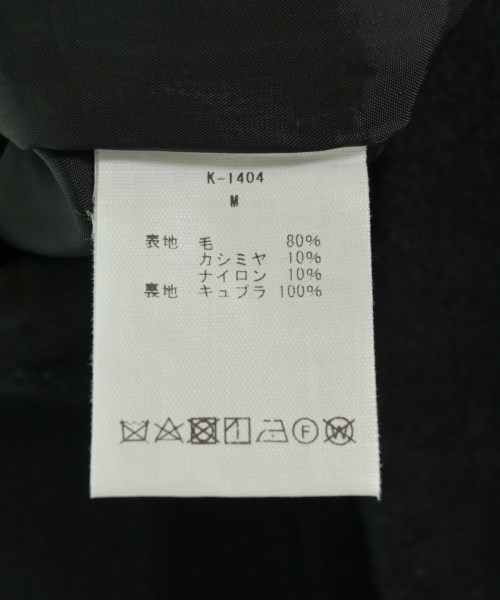 K-1404
M
表地 毛 80%
カシミヤ 10%
ナイロン 10%
裏地 キュプラ 100%
F W